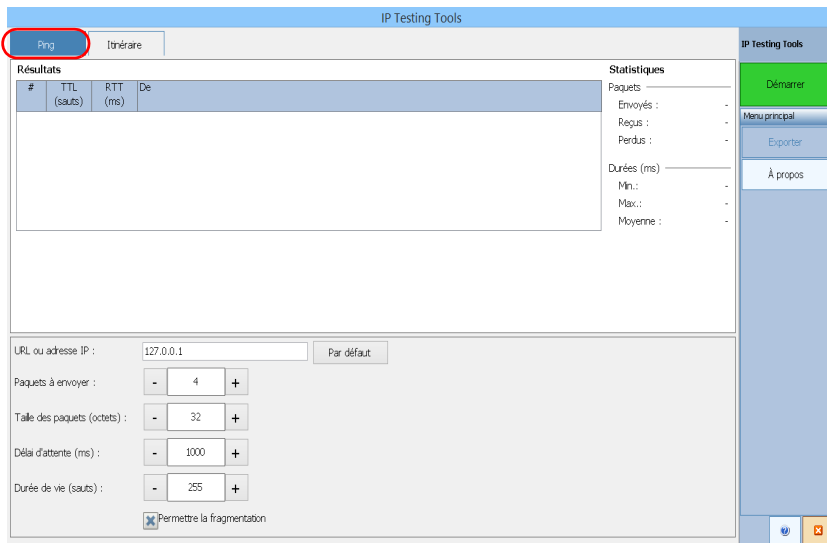 IP Testing Tools
Ping
Itinéraire
Résultats
# TTL (sauts) RTT (ms) De
Statistiques
Paquets
Envoyés : -
Reçus : -
Perdus : -
Durées (ms)
Min.: -
Max.: -
Moyenne : -
URL ou adresse IP : 127.0.0.1 Par défaut
Paquets à envoyer : - 4 +
Taille des paquets (octets) : - 32 +
Délai d'attente (ms) : - 1000 +
Durée de vie (sauts) : - 255 +
Permettre la fragmentation
IP Testing Tools
Démarrer
Menu principal
Exporter
À propos